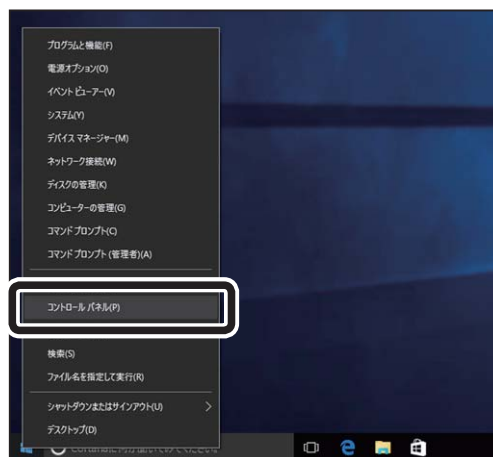 プログラムと機能(F)
電源オプション(O)
イベント ビューアー(V)
システム(Y)
デバイス マネージャー(M)
ネットワーク接続(W)
ディスクの管理(K)
コンピューターの管理(G)
コマンド プロンプト(C)
コマンド プロンプト (管理者)(A)
コントロール パネル(P)
検索(S)
ファイル名を指定して実行(R)
シャットダウンまたはサインアウト(U)
デスクトップ(D)